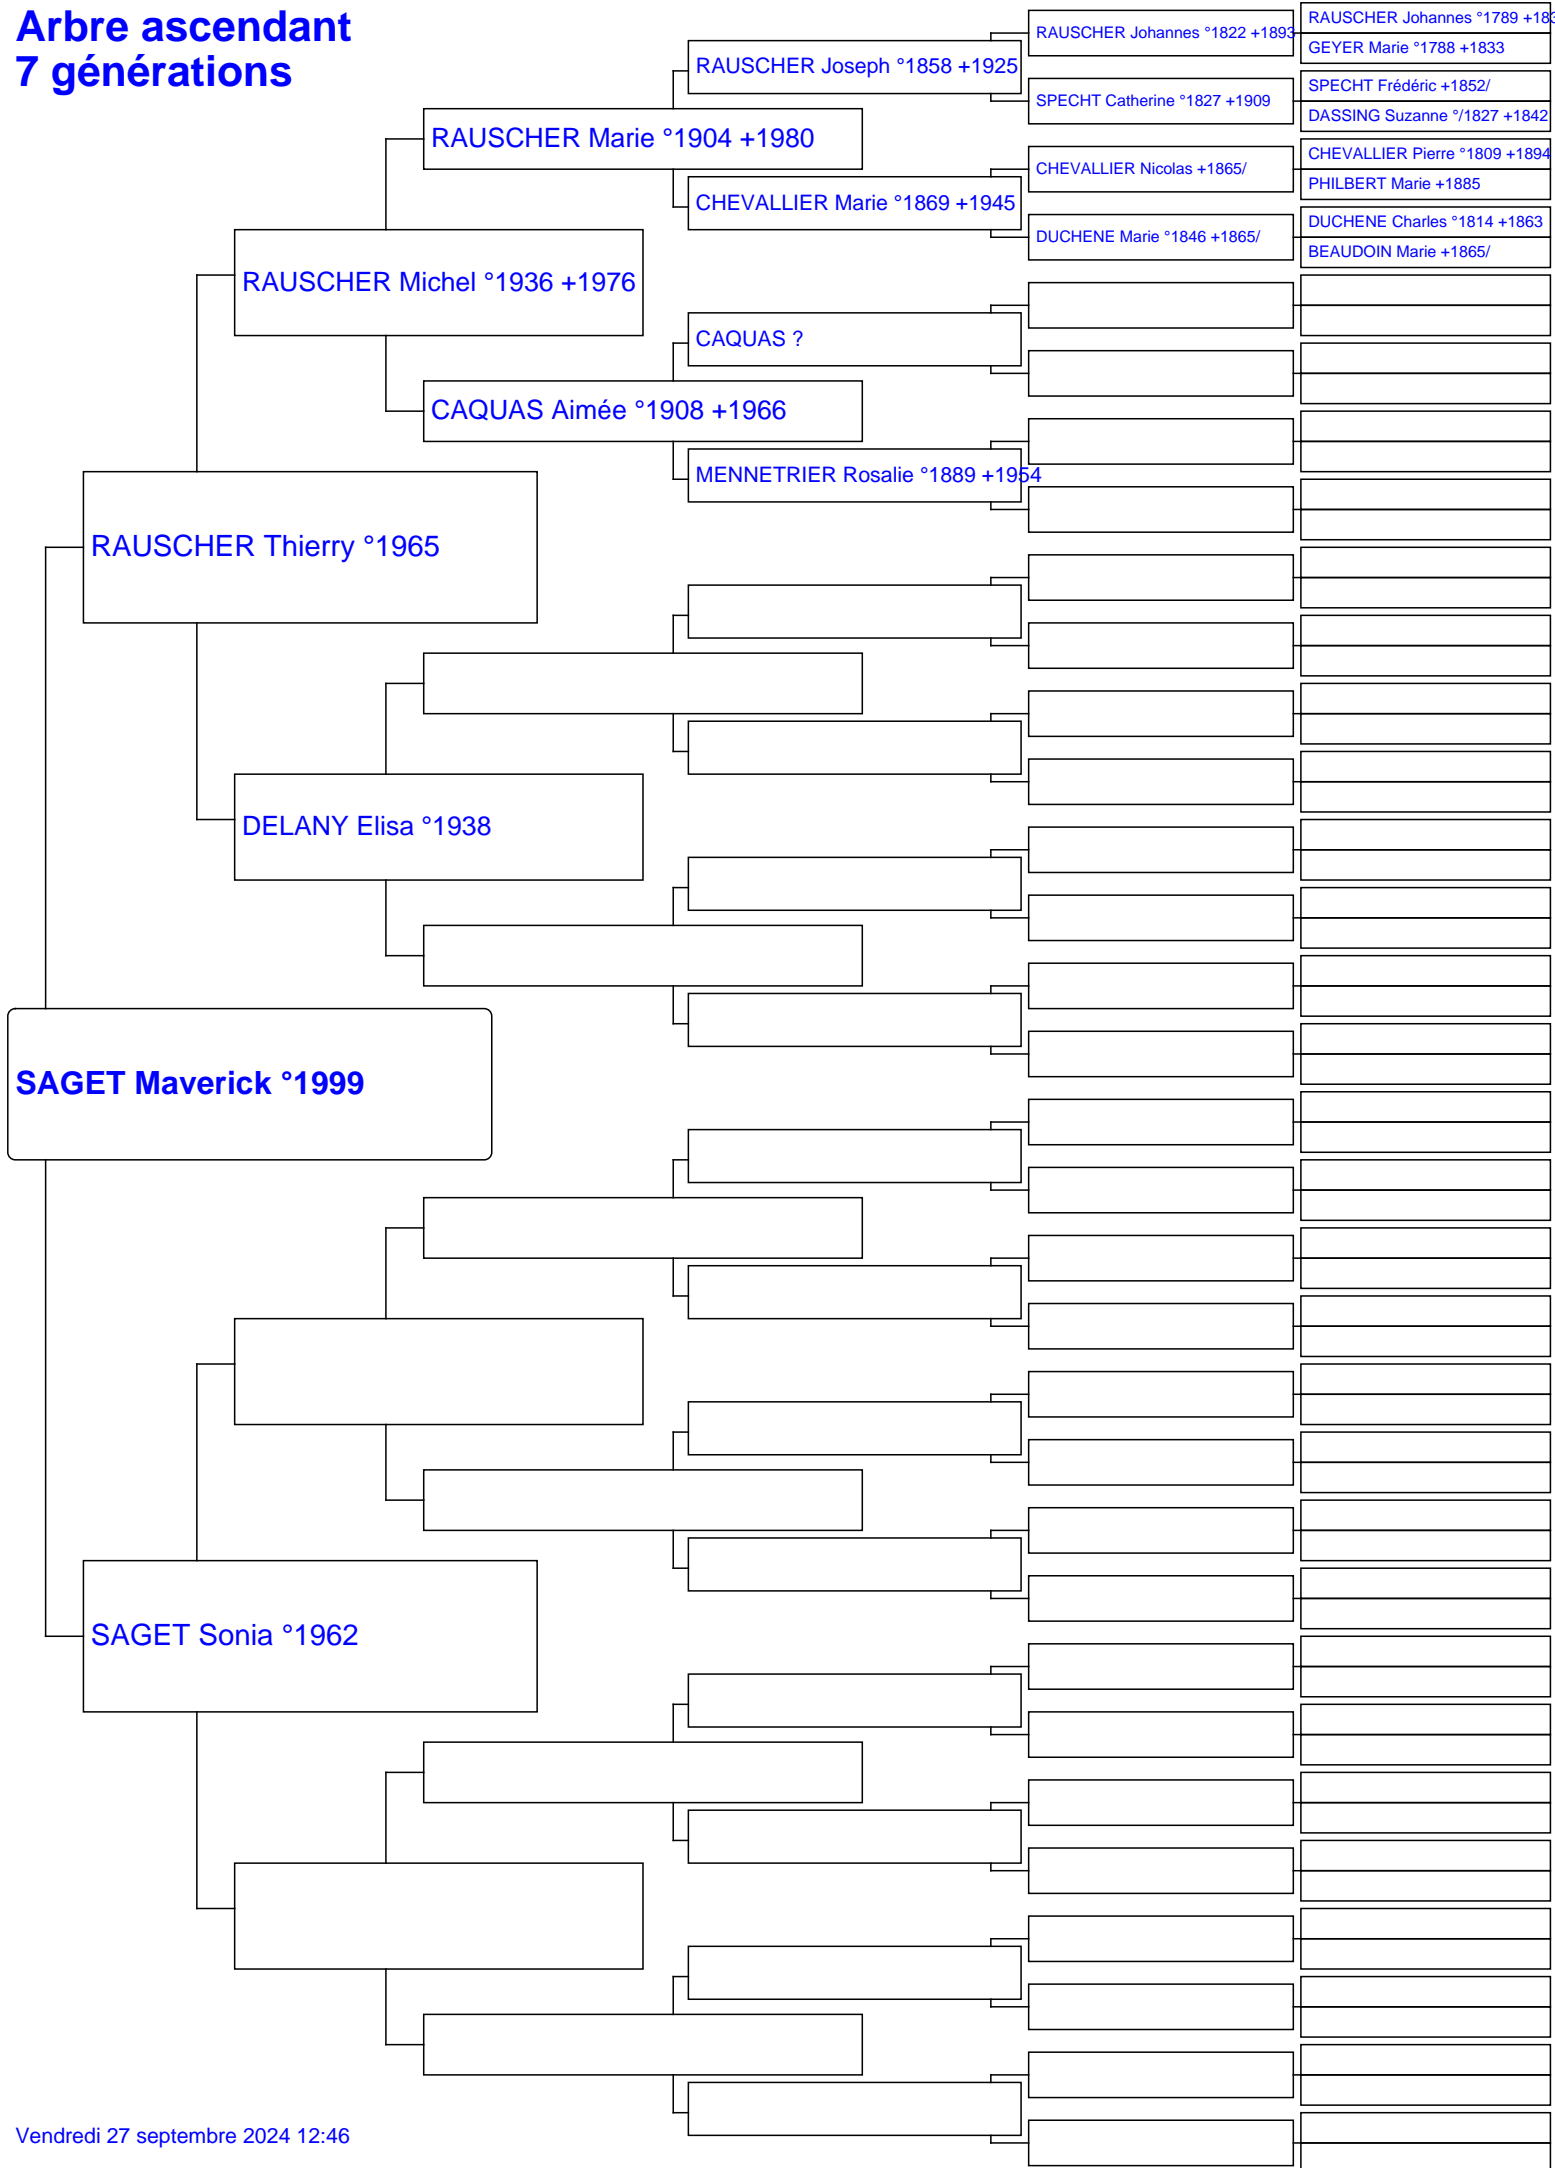 Arbre ascendant
7 générations
SAGET Maverick °1999
RAUSCHER Thierry °1965
SAGET Sonia °1962
RAUSCHER Michel °1936 +1976
DELANY Elisa °1938
RAUSCHER Marie °1904 +1980
CAQUAS Aimée °1908 +1966
RAUSCHER Joseph °1858 +1925
CHEVALLIER Marie °1869 +1945
CAQUAS ?
MENNETRIER Rosalie °1889 +1954
RAUSCHER Johannes °1822 +1893
SPECHT Catherine °1827 +1909
CHEVALLIER Nicolas +1865/
DUCHENE Marie °1846 +1865/
RAUSCHER Johannes °1789
GEYER Marie °1788 +1833
SPECHT Frédéric +1852/
DASSING Suzanne °/1827 +1842
CHEVALLIER Pierre °1809 +1894
PHILBERT Marie +1885
DUCHENE Charles °1814 +1863
BEAUDOIN Marie +1865/
Vendredi 27 septembre 2024 12:46